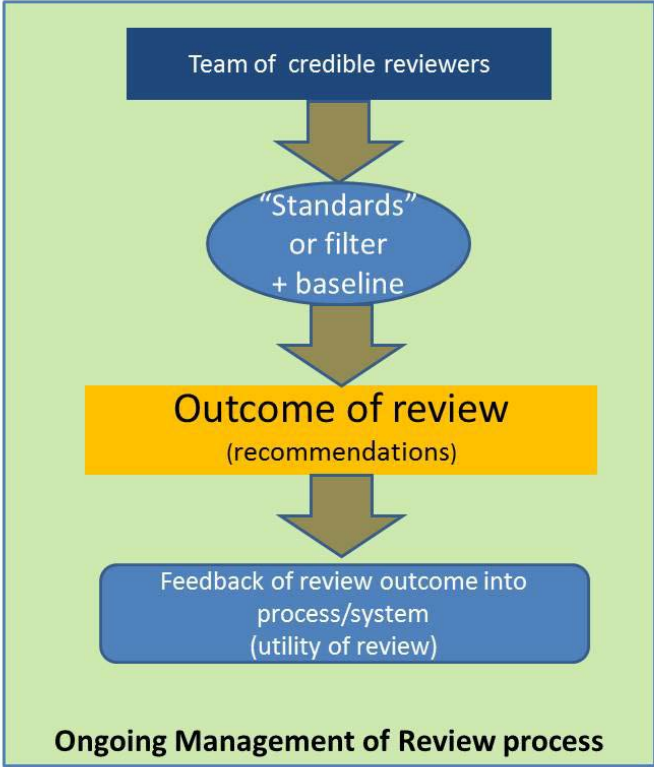 Team of credible reviewers
“Standards”
or filter
+ baseline
Outcome of review
(recommendations)
Feedback of review outcome into
process/system
(utility of review)
Ongoing Management of Review process